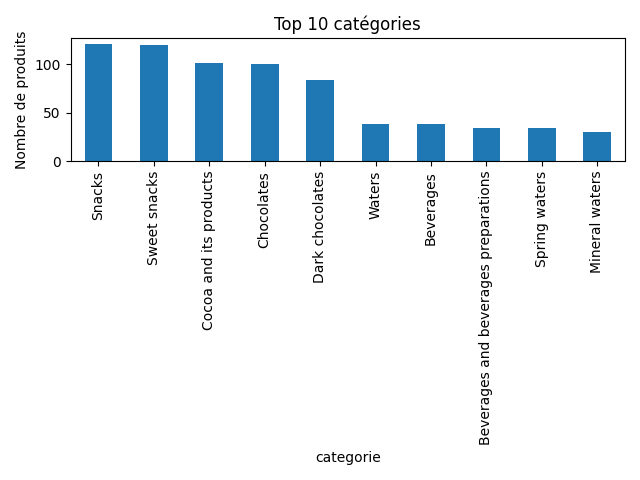 Top 10 catégories
Nombre de produits
100
50
0
Snacks
Sweet snacks
Cocoa and its products
Chocolates
Dark chocolates
Waters
Beverages
Beverages and beverages preparations
Spring waters
Mineral waters
categorie